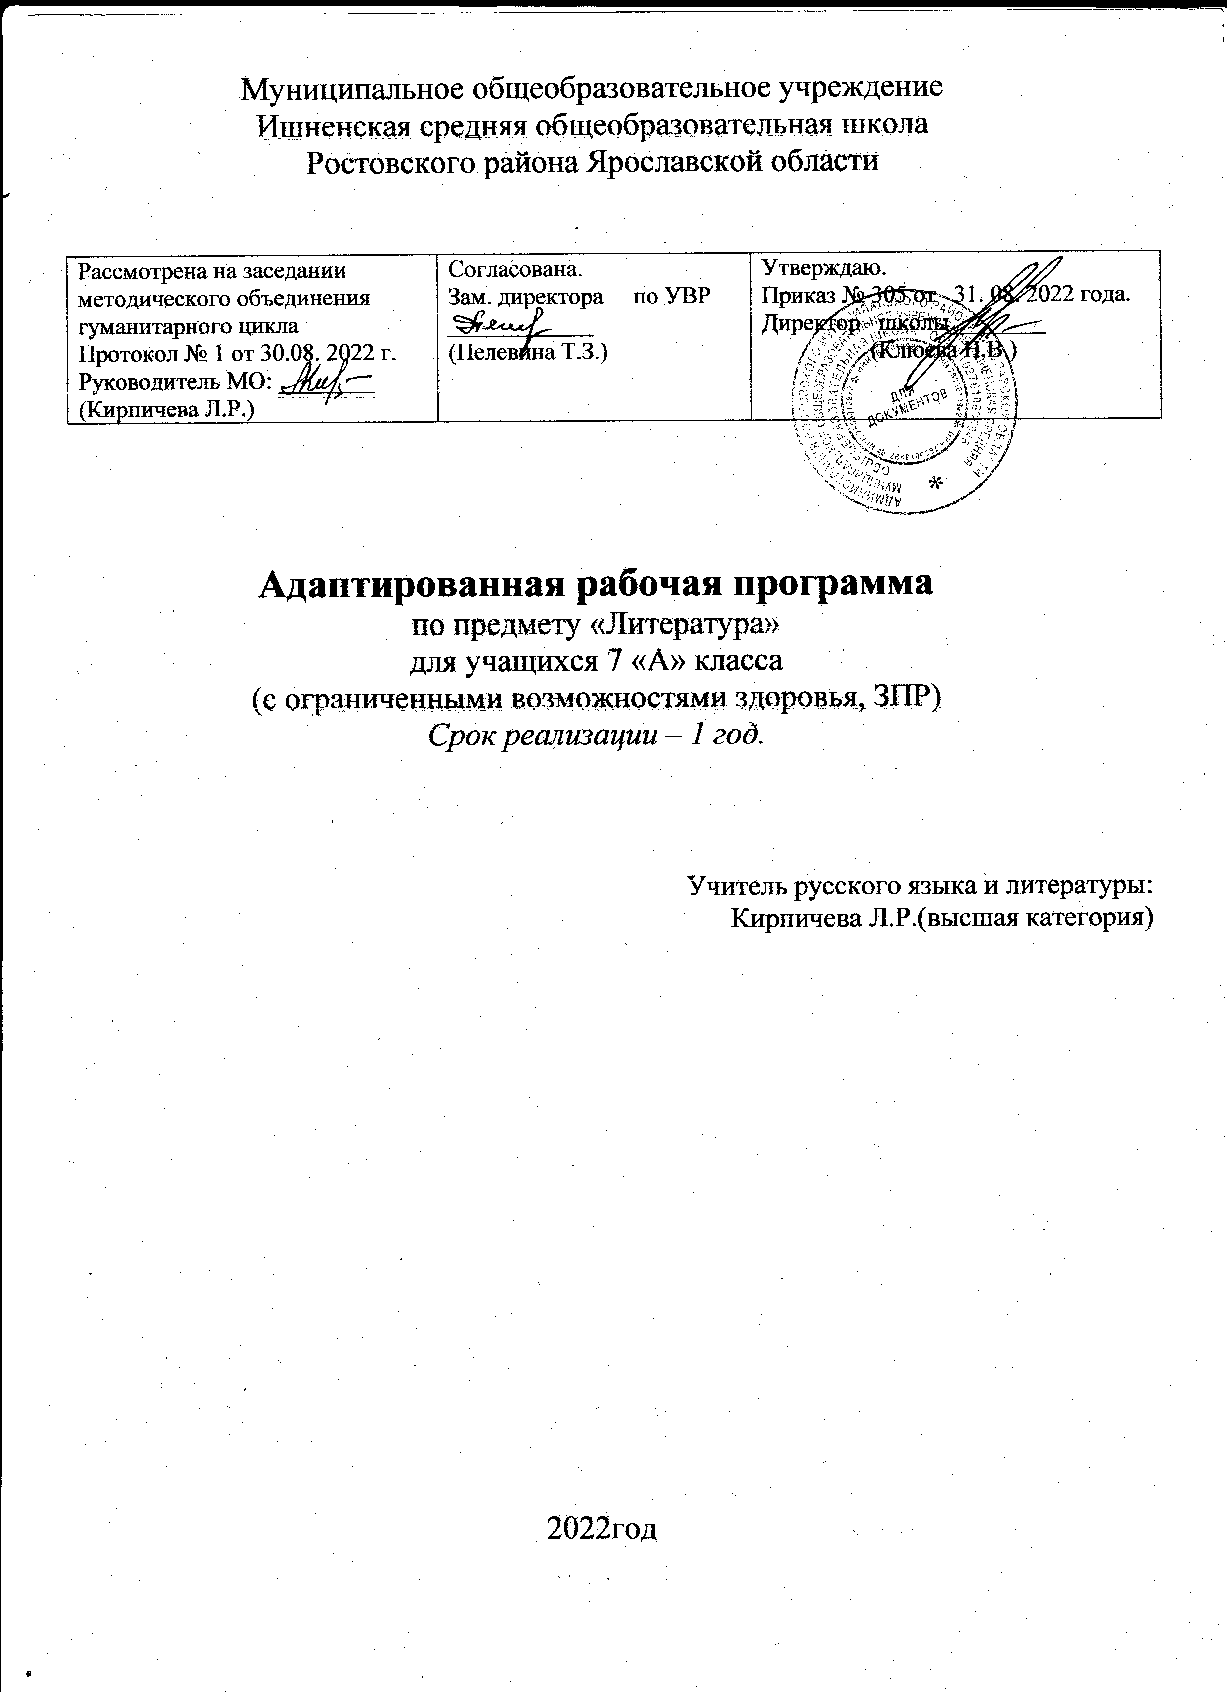 Муниципальное общеобразовательное учреждение
Ишненская средняя общеобразовательная школа
Ростовского района Ярославской области
Рассмотрена на заседании
методического объединения
гуманитарного цикла
Протокол № 1 от 30.08. 2022 г.
Руководитель МО:
(Кирпичева Л.Р.)
Согласована.
Зам. директора по УВР
(Пелевина Т.З.)
Утверждаю.
Приказ № 305 от 31. 08. 2022 года.
Директор школы
(Клюева Н.В.)
ДЛЯ
ДОКУМЕНТОВ
Адаптированная рабочая программа
по предмету «Литература»
для учащихся 7 «А» класса
(с ограниченными возможностями здоровья, ЗПР)
Срок реализации – 1 год.
Учитель русского языка и литературы:
Кирпичева Л.Р.(высшая категория)
2022год